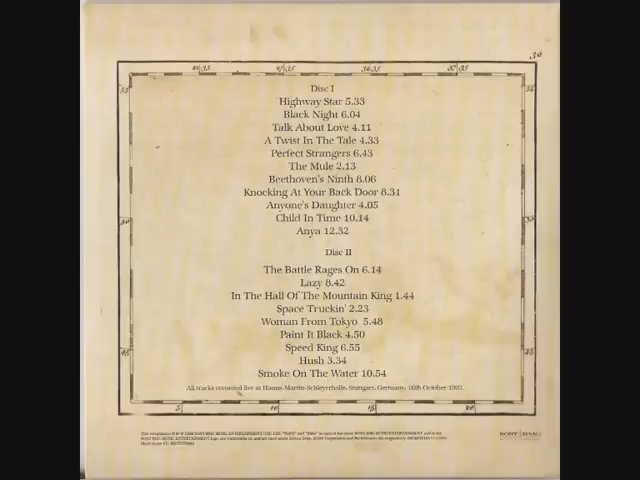 Disc I
Highway Star 5.33
Black Night 6.04
Talk About Love 4.11
A Twist In The Tale 4.33
Perfect Strangers 6.43
The Mule 2.13
Beethoven's Ninth 8.06
Knocking At Your Back Door 8.31
Anyone's Daughter 4.05
Child In Time 10.14
Anya 12.32
Disc II
The Battle Rages On 6.14
Lazy 8.42
In The Hall Of The Mountain King 1.44
Space Truckin' 2.23
Woman From Tokyo 5.48
Paint It Black 4.50
Speed King 6.55
Hush 3.34
Smoke On The Water 10.54
All tracks recorded live at Hanns-Martin-Schleyerhalle, Stuttgart, Germany, 16th October 1993.
SONY BMG